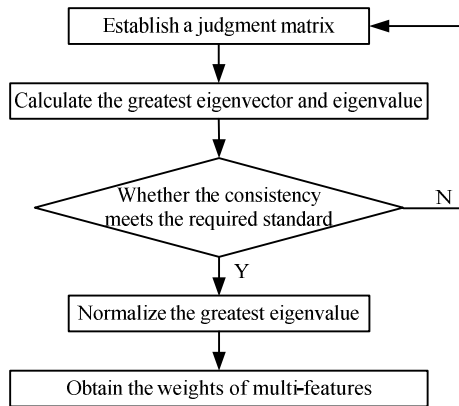 Establish a judgment matrix
Calculate the greatest eigenvector and eigenvalue
Whether the consistency
meets the required standard
N
Y
Normalize the greatest eigenvalue
Obtain the weights of multi-features